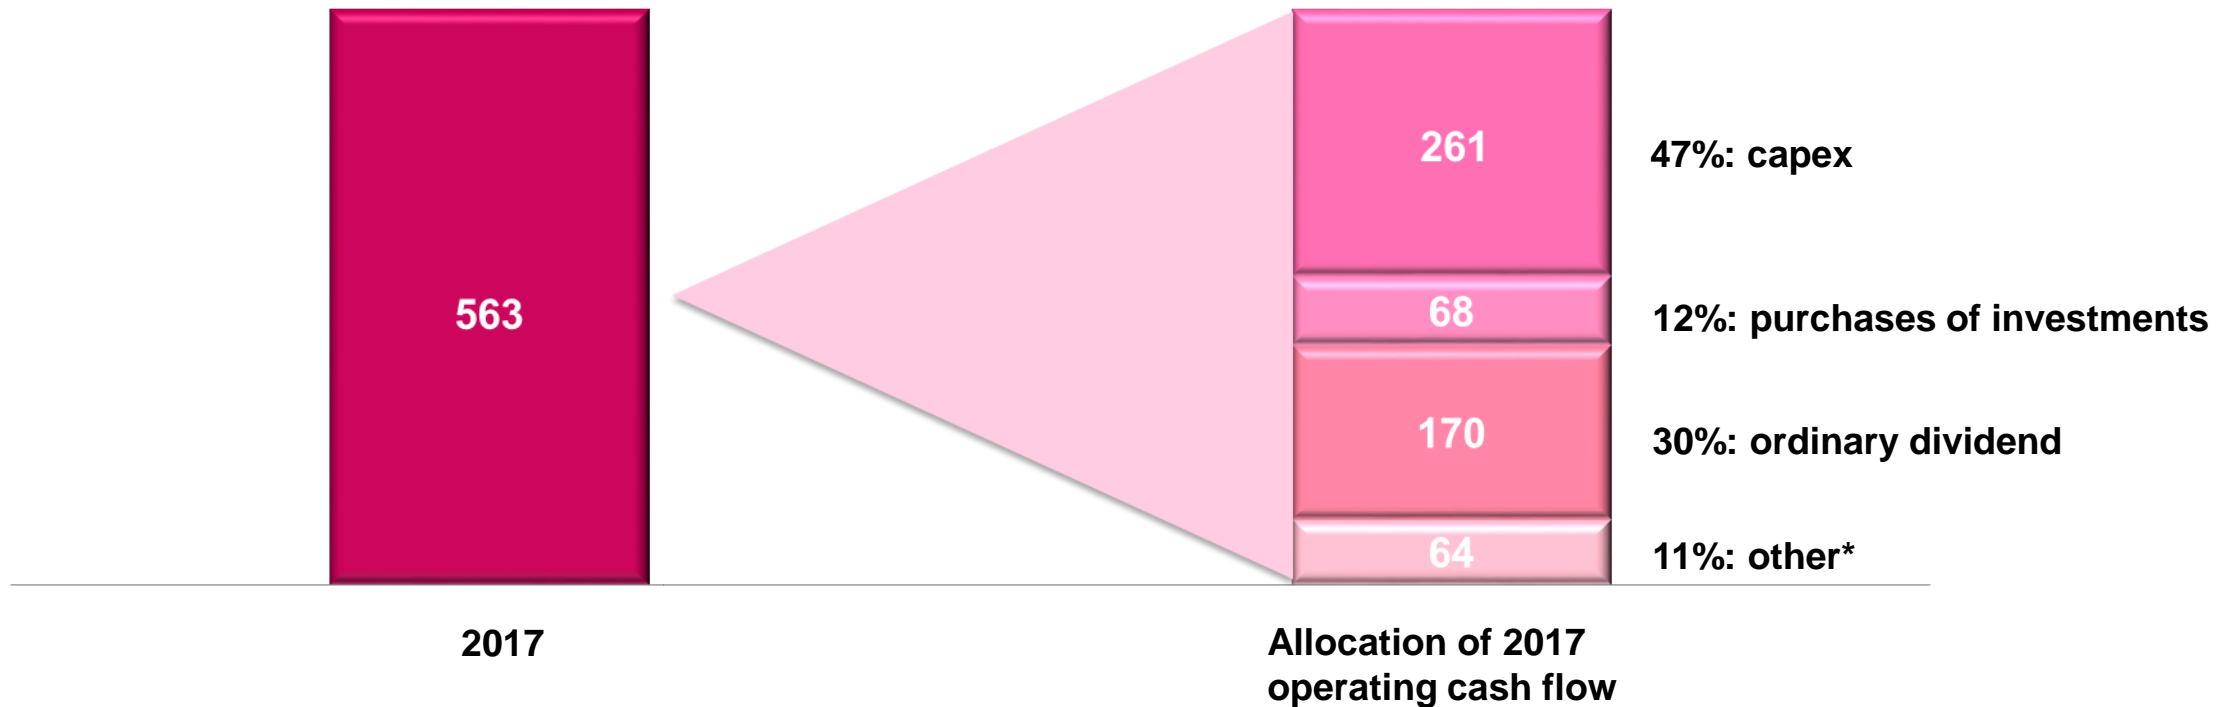 261
47%: capex
563
68
12%: purchases of investments
170
30%: ordinary dividend
64
11%: other*
2017
Allocation of 2017
operating cash flow